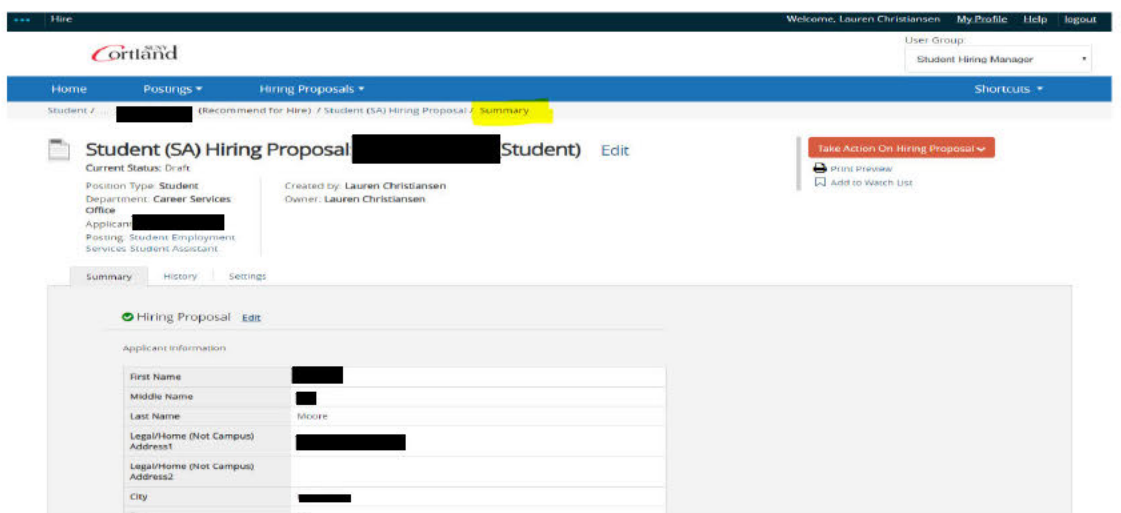 Hire Welcome, Lauren Christiansen My Profile Help logout
SUNY
Cortland
User Group:
Student Hiring Manager
Home Postings Hiring Proposals Shortcuts
Student / ... (Recommend for Hire) / Student (SA) Hiring Proposal / Summary
Student (SA) Hiring Proposal: Student) Edit
Take Action On Hiring Proposal
Current Status: Draft
Print Preview
Add to Watch List
Position Type: Student
Department: Career Services
Office
Applicant
Posting: Student Employment
Services Student Assistant
Created by: Lauren Christiansen
Owner: Lauren Christiansen
Summary History Settings
Hiring Proposal Edit
Applicant Information
First Name
Middle Name
Last Name Moore
Legal/Home (Not Campus)
Address1
Legal/Home (Not Campus)
Address2
City